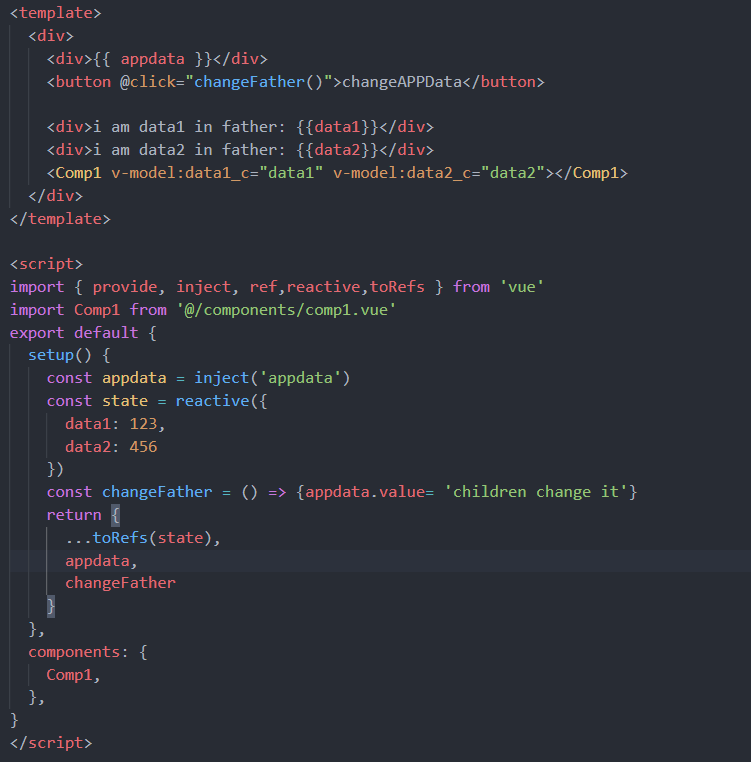 <template>
  <div>
    <div>{{ appdata }}</div>
    <button @click="changeFather()">changeAPPData</button>

    <div>i am data1 in father: {{data1}}</div>
    <div>i am data2 in father: {{data2}}</div>
    <Comp1 v-model:data1_c="data1" v-model:data2_c="data2"></Comp1>
  </div>
</template>

<script>
import { provide, inject, ref,reactive,toRefs } from 'vue'
import Comp1 from '@/components/comp1.vue'
export default {
  setup() {
    const appdata = inject('appdata')
    const state = reactive({
      data1: 123,
      data2: 456
    })
    const changeFather = () => {appdata.value= 'children change it'}
    return {
      ...toRefs(state),
      appdata,
      changeFather
    }
  },
  components: {
    Comp1,
  },
}
</script>